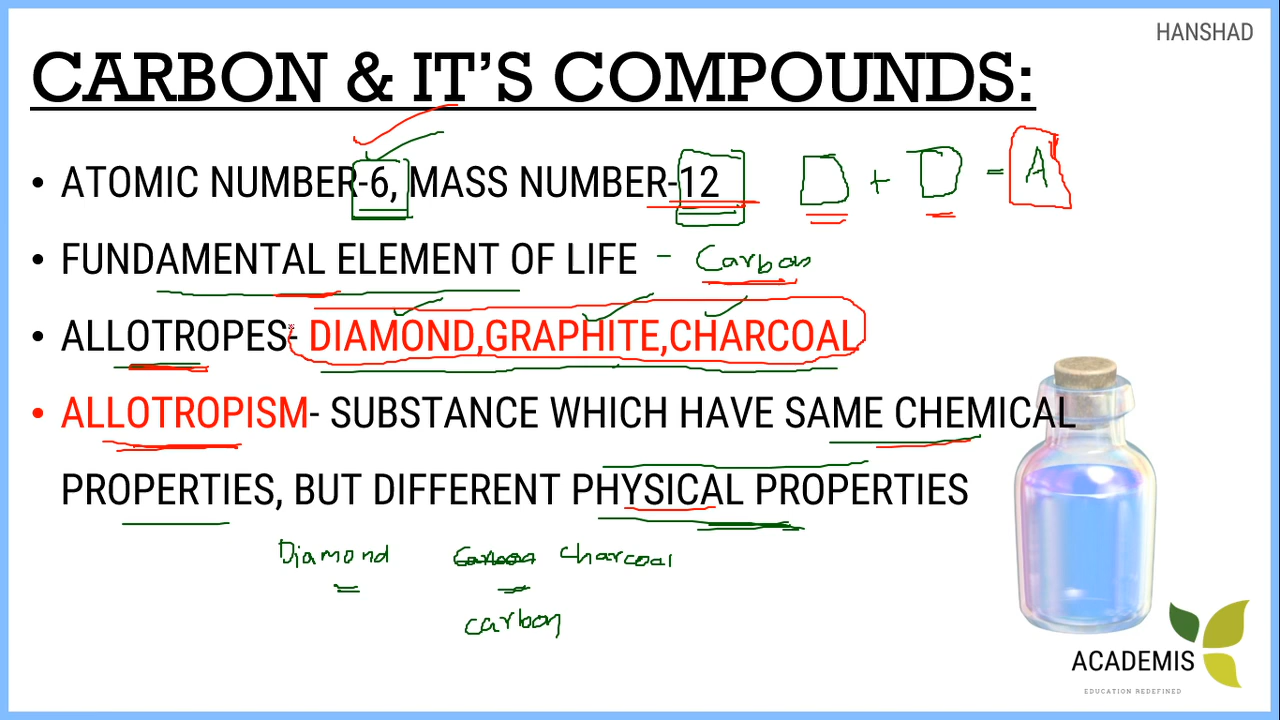 HANSHAD
CARBON & IT’S COMPOUNDS:
• ATOMIC NUMBER-6, MASS NUMBER-12 D + D = A
• FUNDAMENTAL ELEMENT OF LIFE - Carbon
• ALLOTROPES- DIAMOND,GRAPHITE,CHARCOAL
• ALLOTROPISM- SUBSTANCE WHICH HAVE SAME CHEMICAL
PROPERTIES, BUT DIFFERENT PHYSICAL PROPERTIES
Diamond Carbon Charcoal
carbon
ACADEMIS
EDUCATION REDEFINED